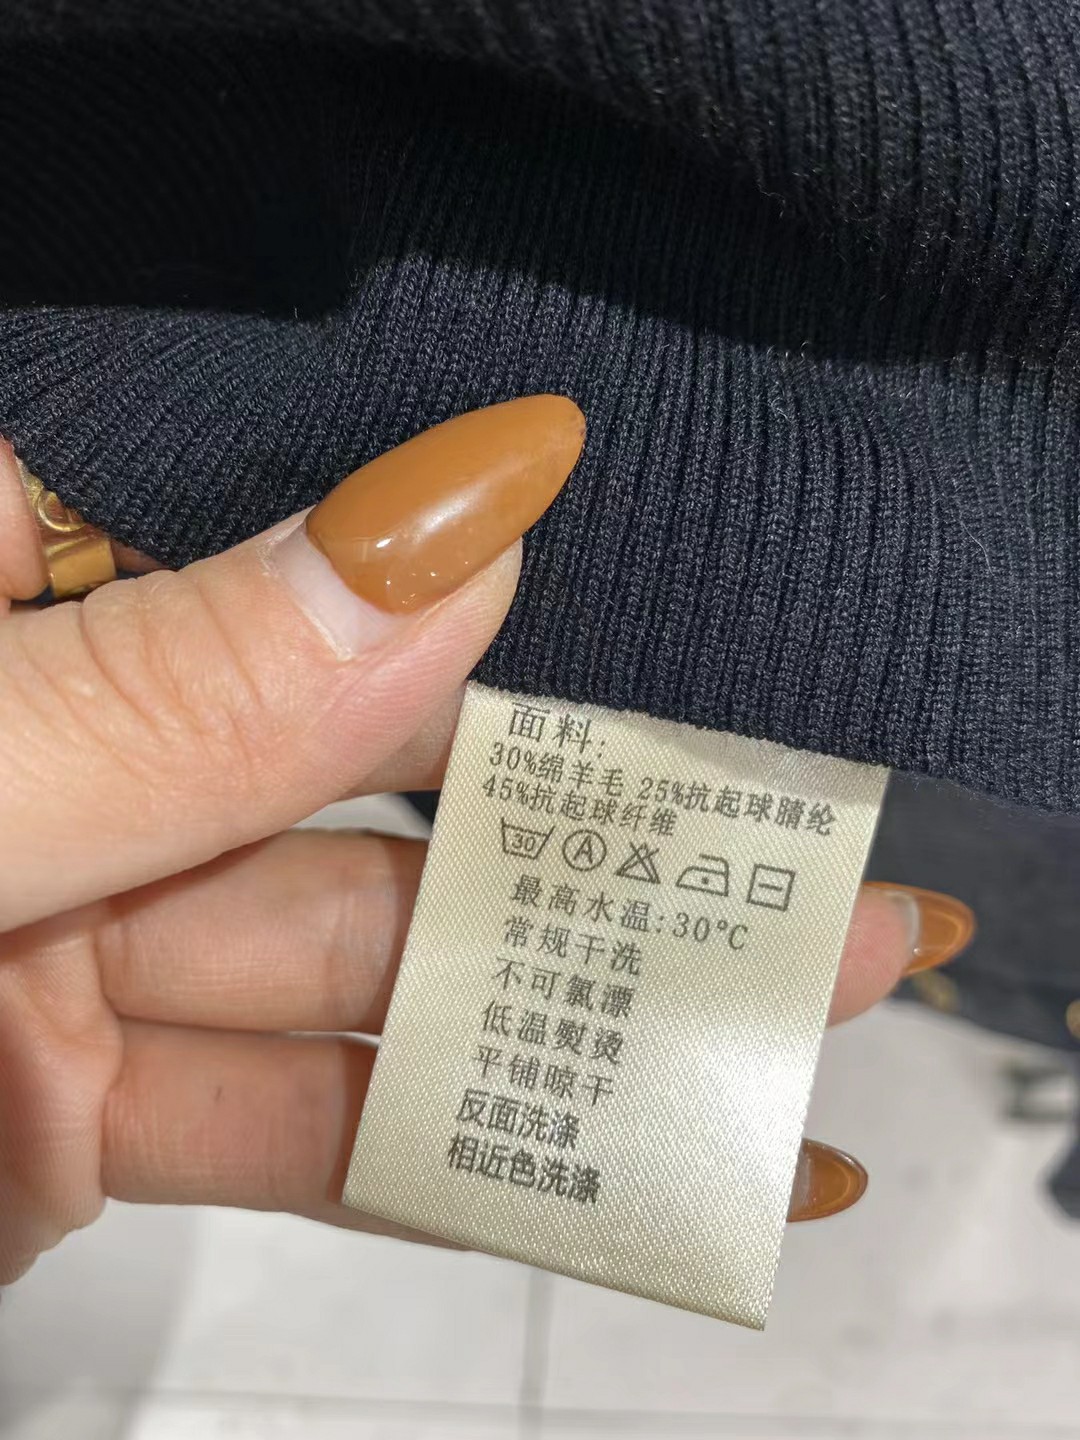 面料:
30%绵羊毛 25%抗起球腈纶
45%抗起球纤维
30 A
最高水温:30℃
常规干洗
不可氯漂
低温熨烫
平铺晾干
反面洗涤
相近色洗涤